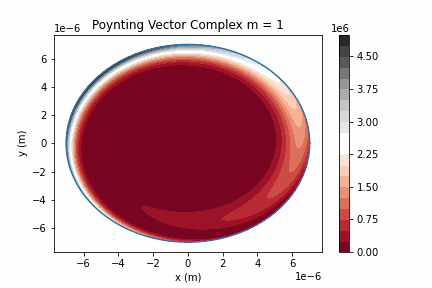 Poynting Vector Complex m = 1
1e−6
1e6
6
4
2
0
−2
−4
−6
y (m)
−6 −4 −2 0 2 4 6
x (m)
1e−6
4.50
3.75
3.00
2.25
1.50
0.75
0.00